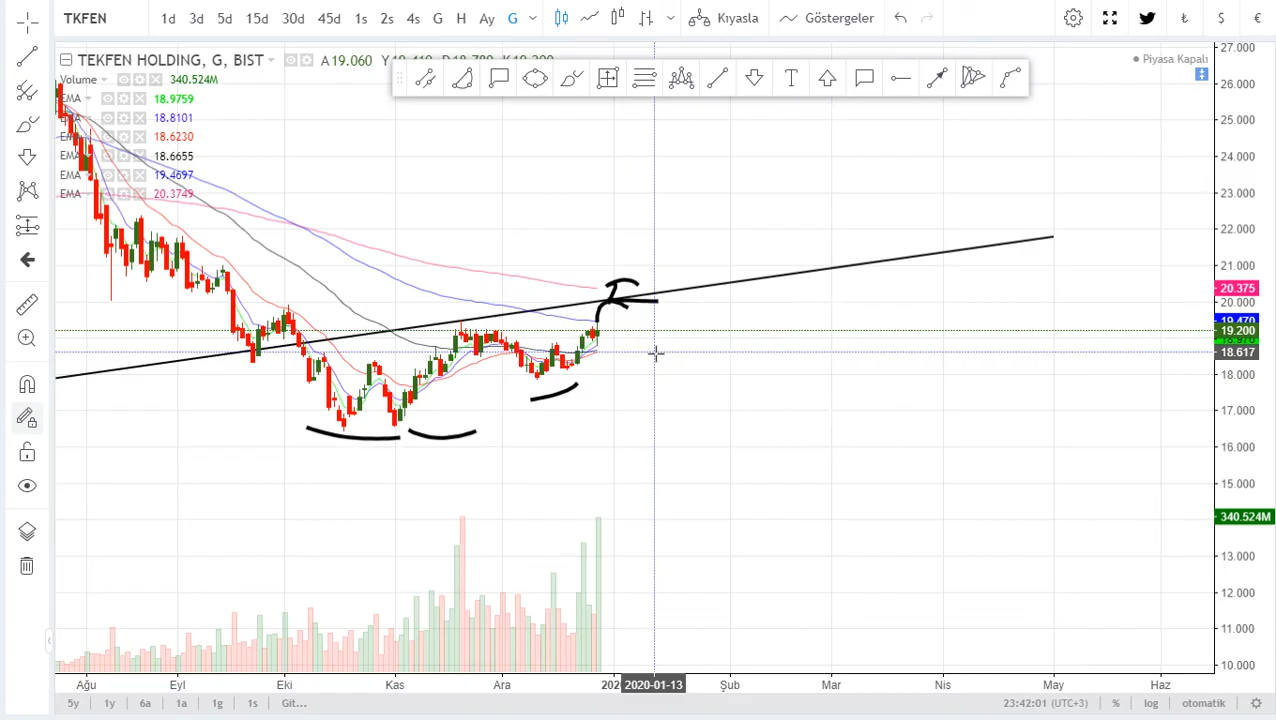 TKFEN 1d 3d 5d 15d 30d 45d 1s 2s 4s G H Ay G Kıyasla Göstergeler ₺ $ €
TEKFEN HOLDING, G, BIST A19.060
Piyasa Kapalı
Volume 340.524M
EMA 18.9759
EMA 18.8101
EMA 18.6230
EMA 18.6655
EMA 19.4697
EMA 20.3749
27.000
26.000
25.000
24.000
23.000
22.000
21.000
20.375
20.000
19.470
19.200
18.617
18.000
17.000
16.000
15.000
340.524M
13.000
12.000
11.000
10.000
Ağu Eyl Eki Kas Ara 2020-01-13 Şub Mar Nis May Haz
5y 1y 6a 1a 1g 1s Git... 23:42:01 (UTC+3) % log otomatik